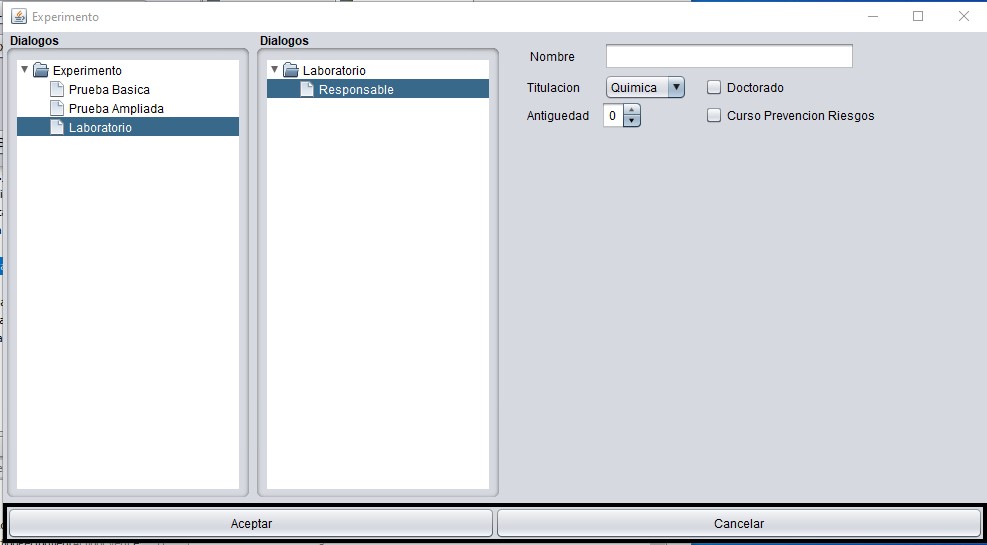 Experimento
Dialogos
Experimento
Prueba Basica
Prueba Ampliada
Laboratorio
Dialogos
Laboratorio
Responsable
Nombre
Titulacion Quimica Doctorado
Antiguedad 0 Curso Prevencion Riesgos
Aceptar Cancelar